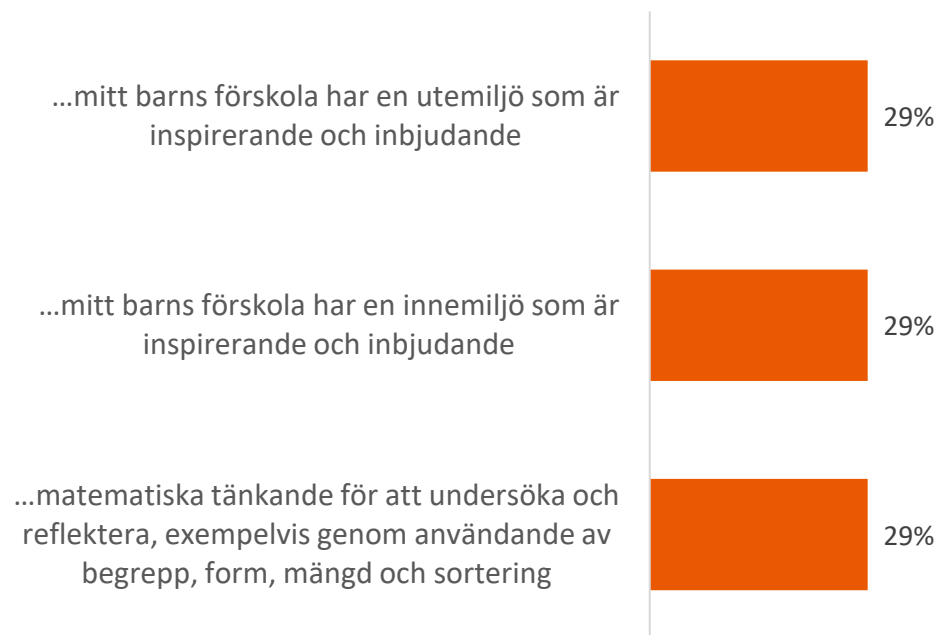 ...mitt barns förskola har en utemiljö som är
inspirerande och inbjudande
29%
...mitt barns förskola har en innemiljö som är
inspirerande och inbjudande
29%
...matematiska tänkande för att undersöka och
reflektera, exempelvis genom användande av
begrepp, form, mängd och sortering
29%